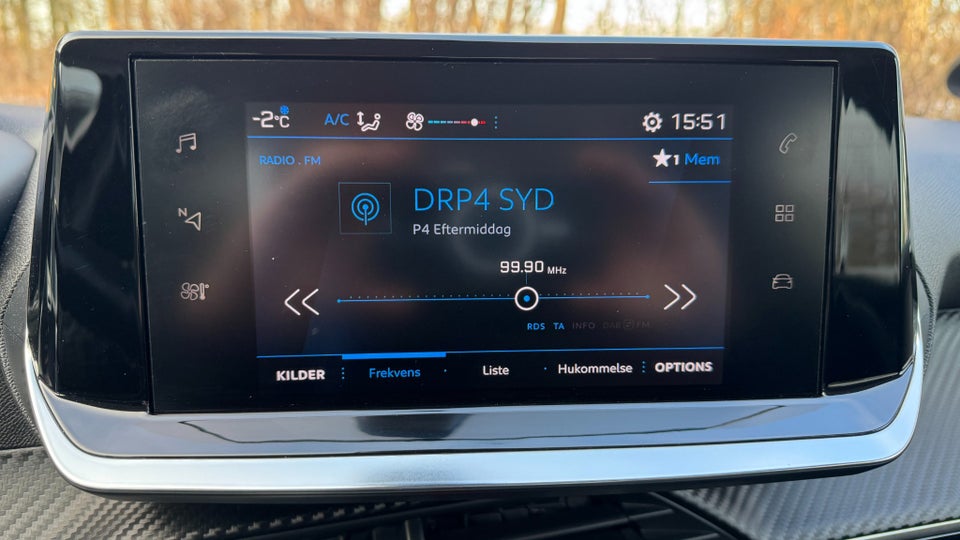 -2°C A/C 15:51
RADIO . FM ★1 Mem
N
DRP4 SYD
P4 Eftermiddag
99.90 MHz
RDS TA INFO DAB FM
KILDER Frekvens Liste Hukommelse OPTIONS